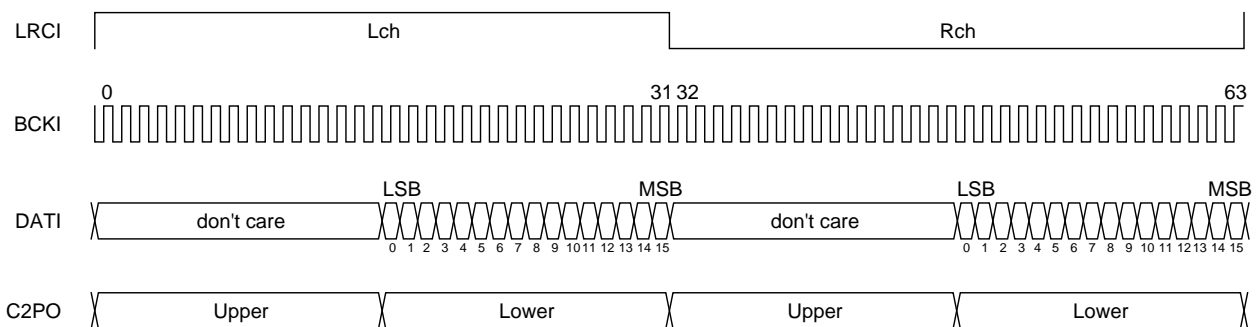 LRCI Lch Rch
0 31 32 63
BCKI
LSB MSB LSB MSB
DATI don't care don't care
0 1 2 3 4 5 6 7 8 9 10 11 12 13 14 15 0 1 2 3 4 5 6 7 8 9 10 11 12 13 14 15
C2PO Upper Lower Upper Lower